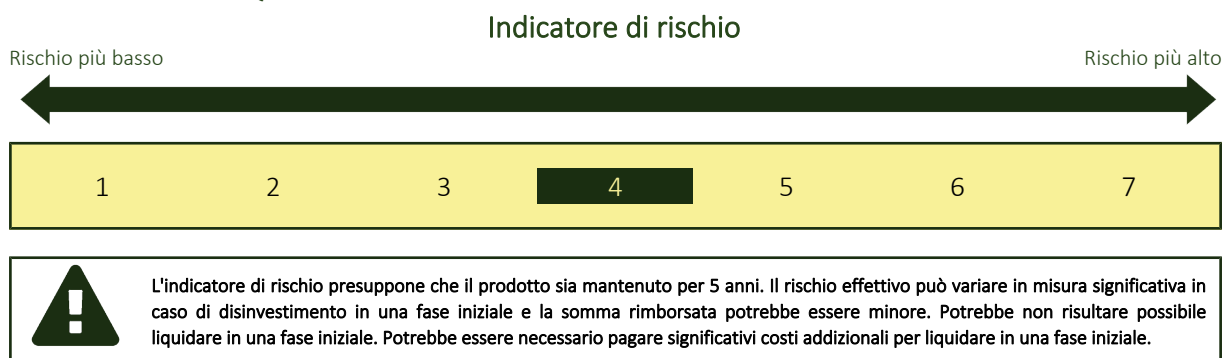 Indicatore di rischio
Rischio più basso Rischio più alto
1 2 3 4 5 6 7
L'indicatore di rischio presuppone che il prodotto sia mantenuto per 5 anni. Il rischio effettivo può variare in misura significativa in
caso di disinvestimento in una fase iniziale e la somma rimborsata potrebbe essere minore. Potrebbe non risultare possibile
liquidare in una fase iniziale. Potrebbe essere necessario pagare significativi costi addizionali per liquidare in una fase iniziale.